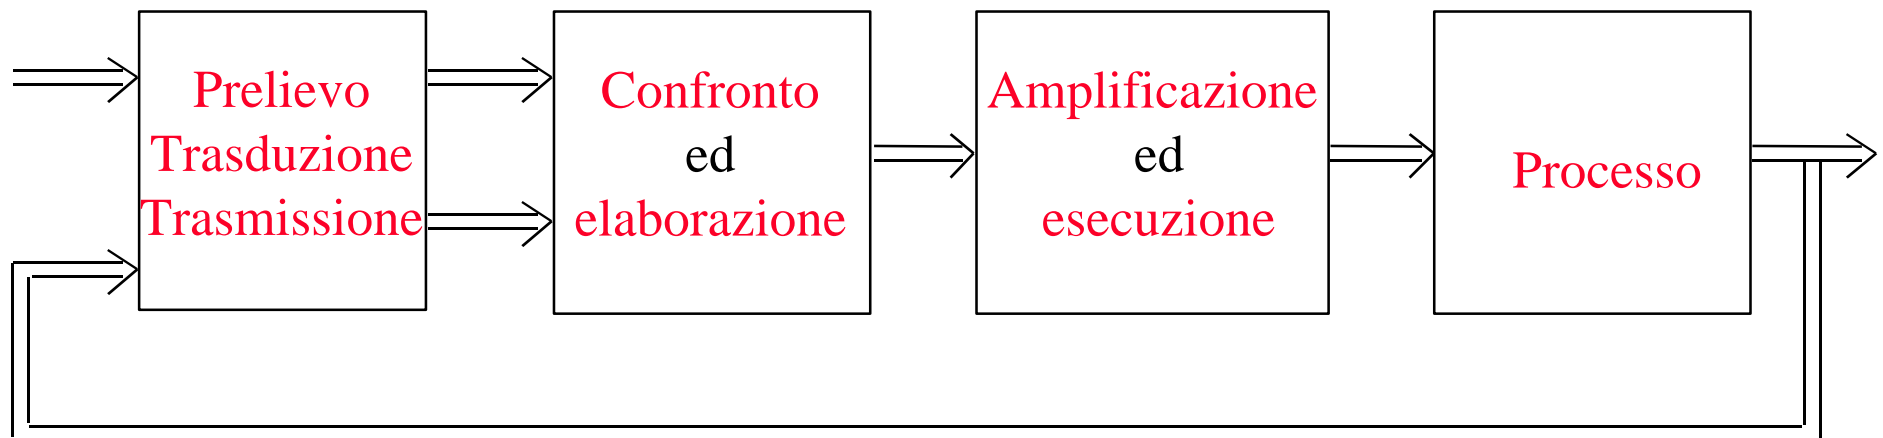 Prelievo
Trasduzione
Trasmissione
Confronto
ed
elaborazione
Amplificazione
ed
esecuzione
Processo